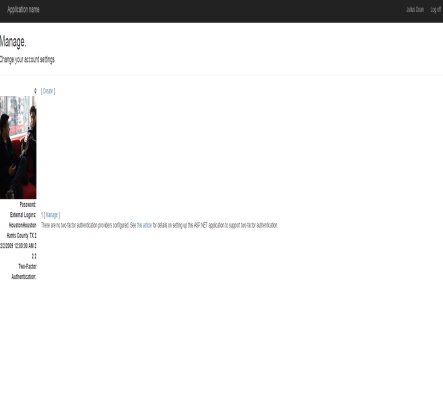 Application name
Log off
Manage.
Change your account settings
0 [ Create ]
Password:
External Logins: 1 [ Manage ]
HoustonHouston There are no two-factor authentication providers configured. See this article for details on setting up this ASP.NET application to support two-factor authentication.
Harris County TX 2
2/2/2009 12:00:00 AM 2
2 2
Two-Factor
Authentication: